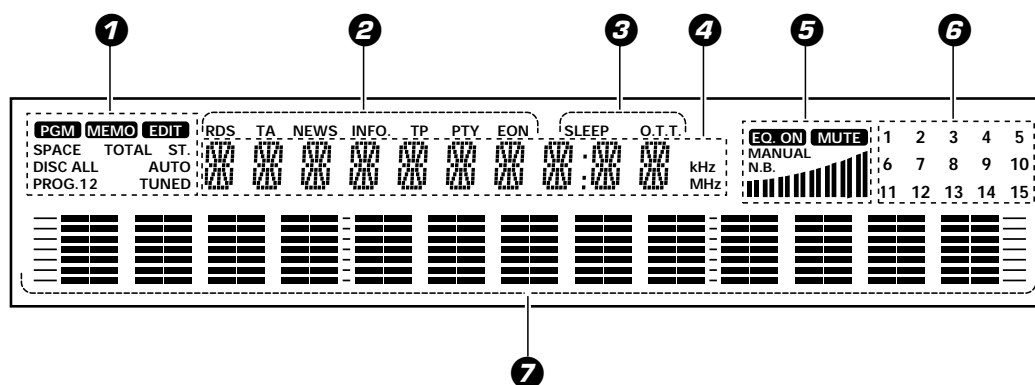 1 2 3 4 5 6
PGM MEMO EDIT
SPACE TOTAL ST.
DISC ALL AUTO
PROG.12 TUNED
RDS TA NEWS INFO. TP PTY EON SLEEP O.T.T.
kHz
MHz
EQ. ON MUTE
MANUAL
N.B.
1 2 3 4 5
6 7 8 9 10
11 12 13 14 15
7